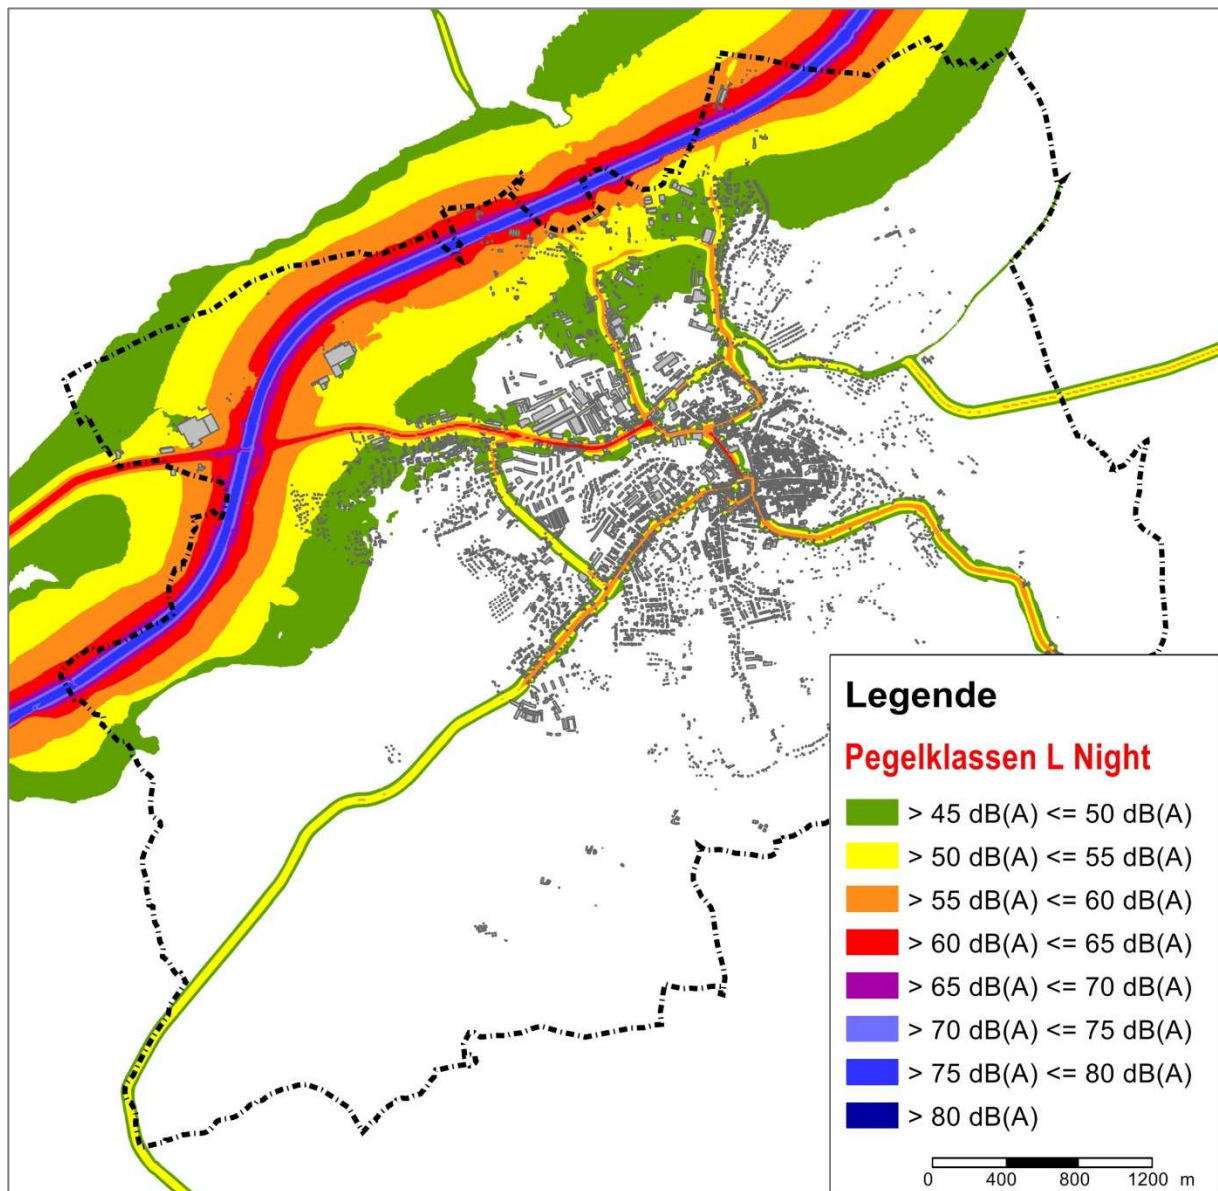 Legende
Pegelklassen L Night
> 45 dB(A) <= 50 dB(A)
> 50 dB(A) <= 55 dB(A)
> 55 dB(A) <= 60 dB(A)
> 60 dB(A) <= 65 dB(A)
> 65 dB(A) <= 70 dB(A)
> 70 dB(A) <= 75 dB(A)
> 75 dB(A) <= 80 dB(A)
> 80 dB(A)
0 400 800 1200 m